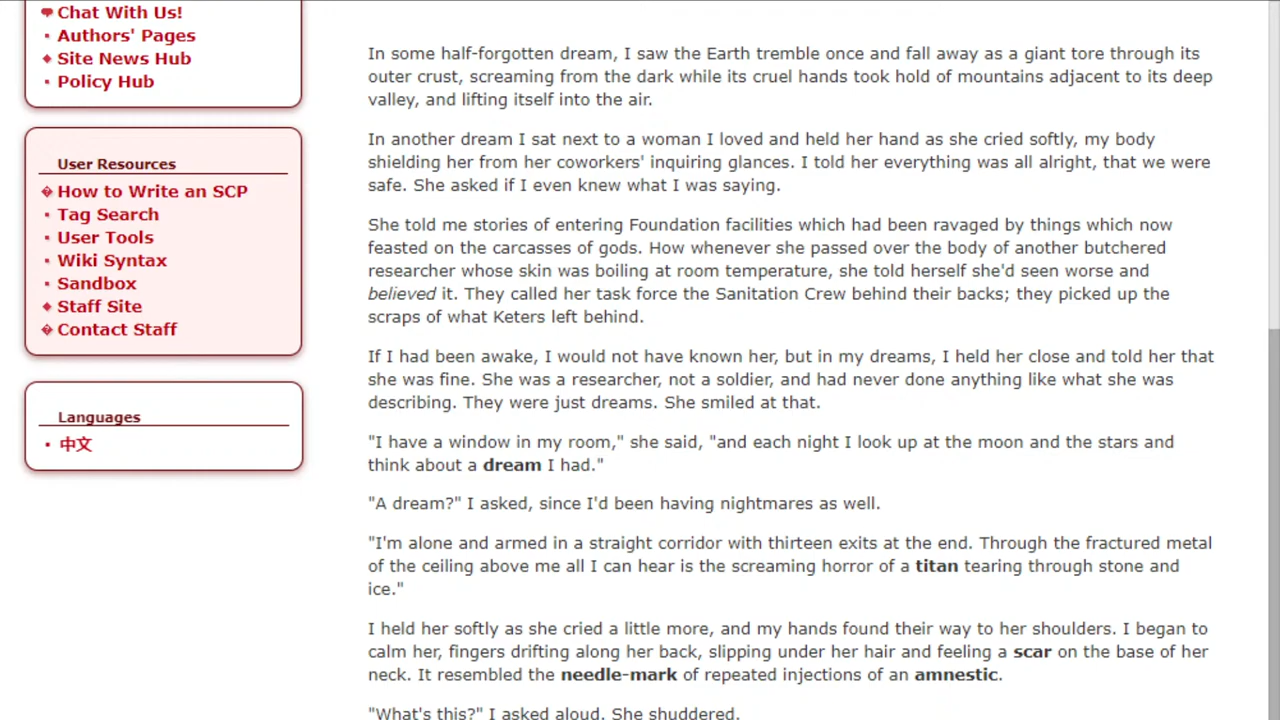 Chat With Us!
Authors' Pages
Site News Hub
Policy Hub
User Resources
How to Write an SCP
Tag Search
User Tools
Wiki Syntax
Sandbox
Staff Site
Contact Staff
Languages
中文
In some half-forgotten dream, I saw the Earth tremble once and fall away as a giant tore through its
outer crust, screaming from the dark while its cruel hands took hold of mountains adjacent to its deep
valley, and lifting itself into the air.
In another dream I sat next to a woman I loved and held her hand as she cried softly, my body
shielding her from her coworkers' inquiring glances. I told her everything was all alright, that we were
safe. She asked if I even knew what I was saying.
She told me stories of entering Foundation facilities which had been ravaged by things which now
feasted on the carcasses of gods. How whenever she passed over the body of another butchered
researcher whose skin was boiling at room temperature, she told herself she'd seen worse and
believed it. They called her task force the Sanitation Crew behind their backs; they picked up the
scraps of what Keters left behind.
If I had been awake, I would not have known her, but in my dreams, I held her close and told her that
she was fine. She was a researcher, not a soldier, and had never done anything like what she was
describing. They were just dreams. She smiled at that.
"I have a window in my room," she said, "and each night I look up at the moon and the stars and
think about a dream I had."
"A dream?" I asked, since I'd been having nightmares as well.
"I'm alone and armed in a straight corridor with thirteen exits at the end. Through the fractured metal
of the ceiling above me all I can hear is the screaming horror of a titan tearing through stone and
ice."
I held her softly as she cried a little more, and my hands found their way to her shoulders. I began to
calm her, fingers drifting along her back, slipping under her hair and feeling a scar on the base of her
neck. It resembled the needle-mark of repeated injections of an amnestic.
"What's this?" I asked aloud. She shuddered.